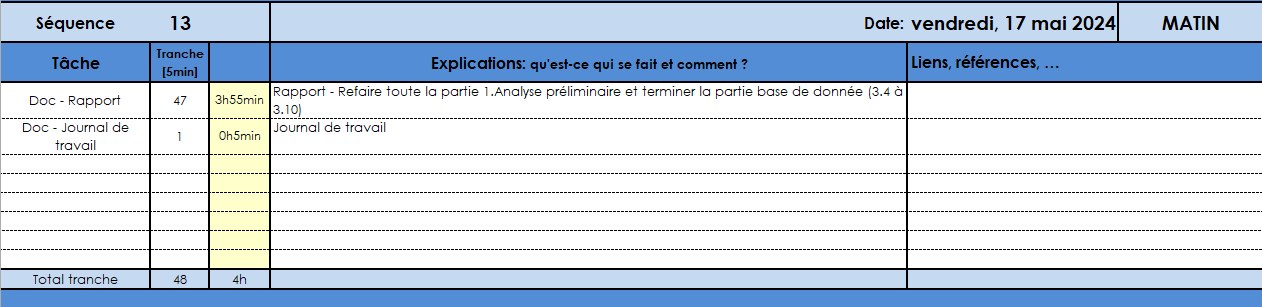 Séquence 13 Date: vendredi, 17 mai 2024 MATIN
Tâche Tranche [5min] Explications: qu'est-ce qui se fait et comment ? Liens, références, ...
Doc - Rapport 47 3h55min Rapport - Refaire toute la partie 1.Analyse préliminaire et terminer la partie base de donnée (3.4 à
3.10)
Doc - Journal de travail 1 0h5min Journal de travail
Total tranche 48 4h